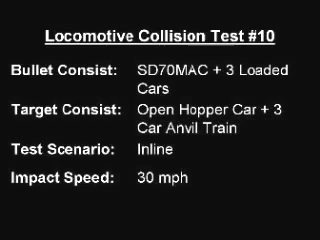 Locomotive Collision Test #10
Bullet Consist: SD70MAC + 3 Loaded
Cars
Target Consist: Open Hopper Car + 3
Car Anvil Train
Test Scenario: Inline
Impact Speed: 30 mph